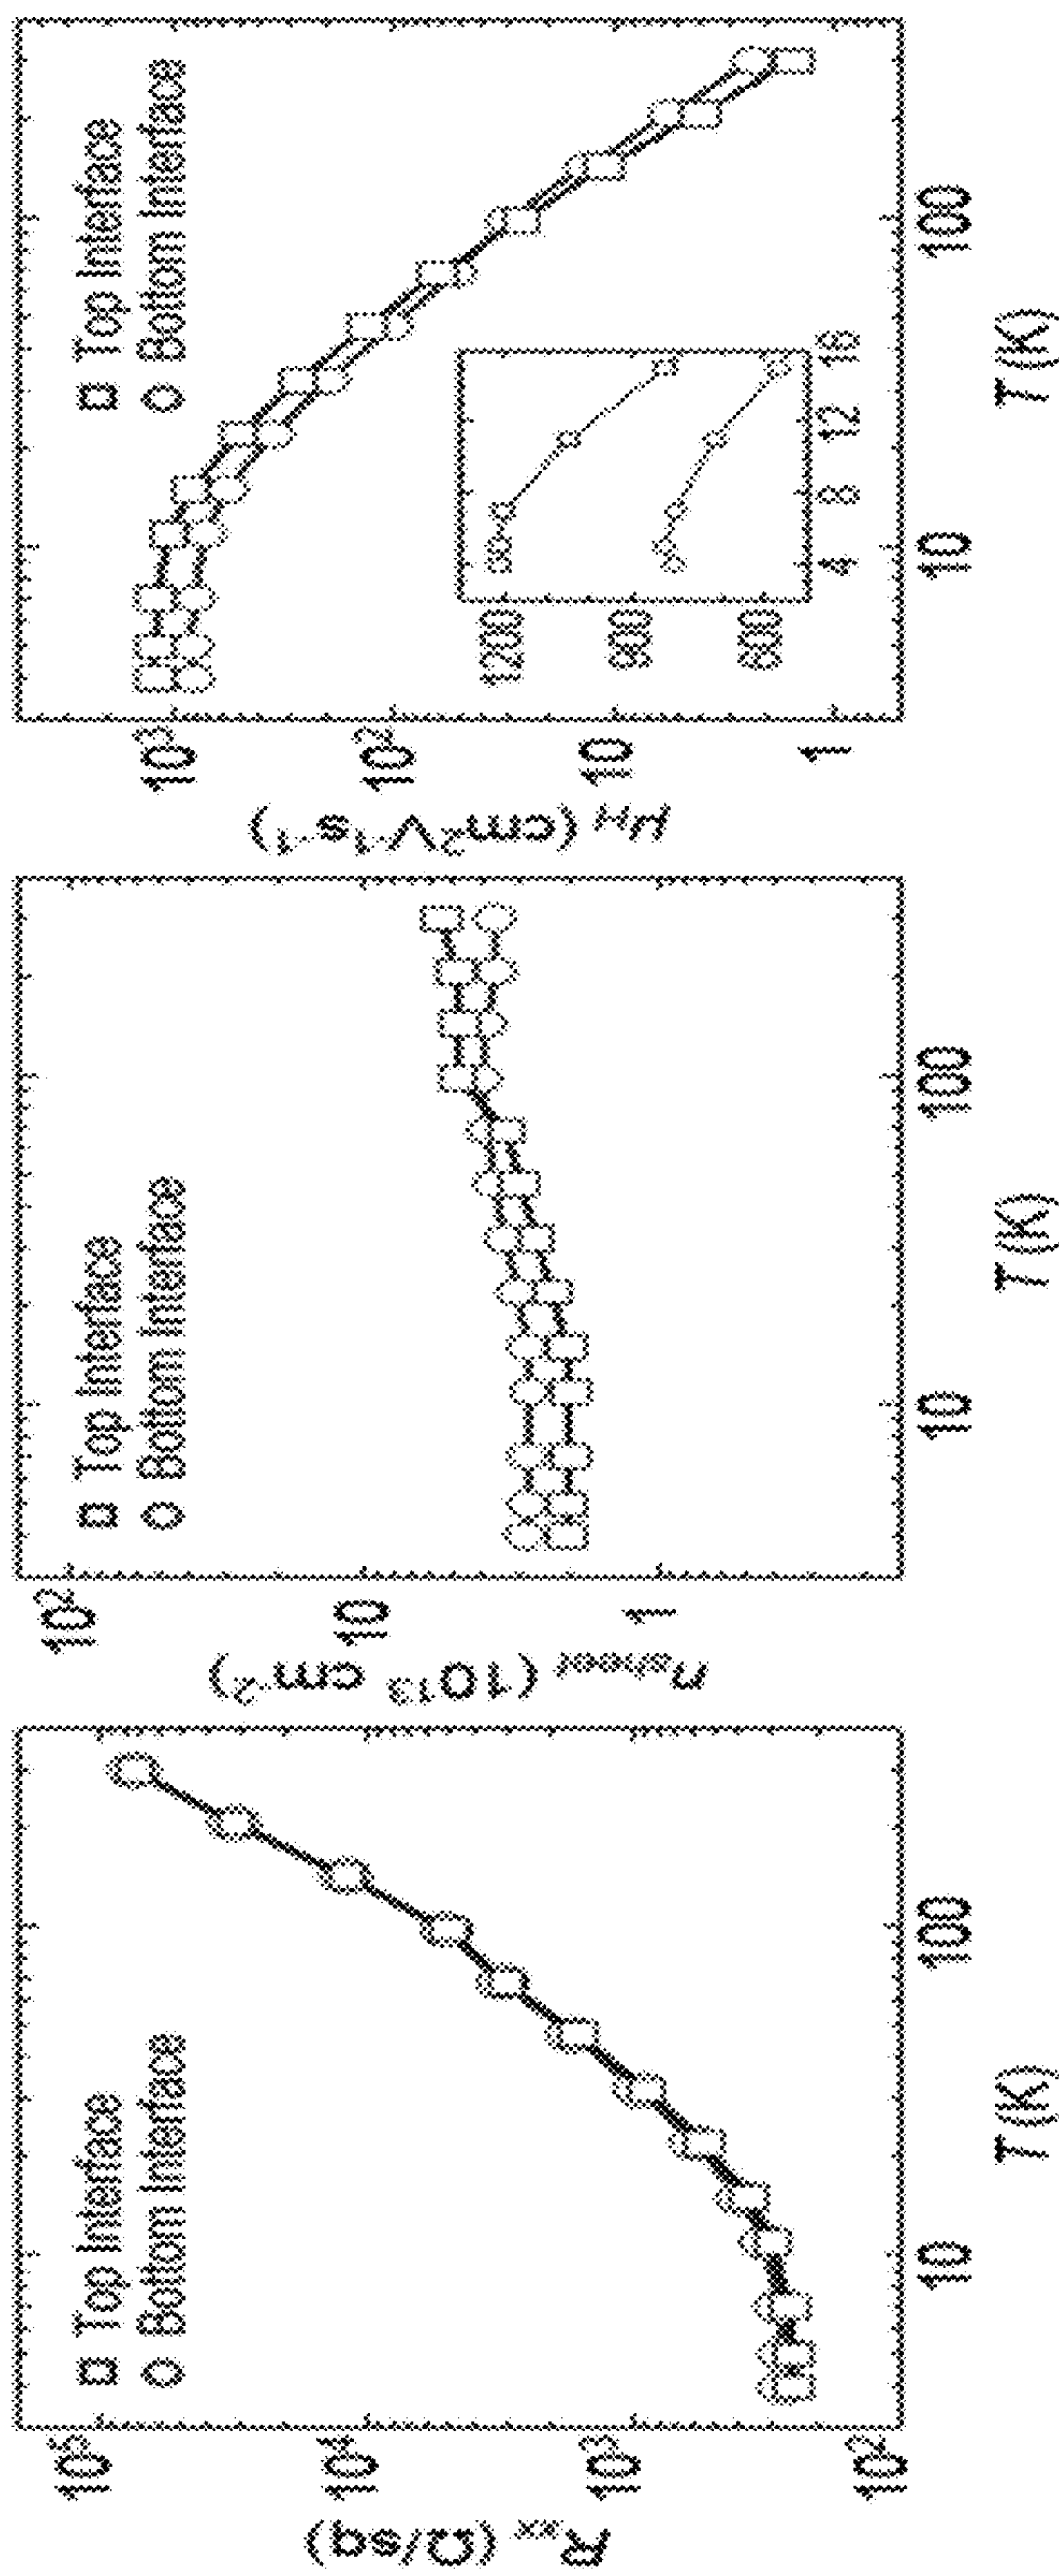 R_xx (Ω/sq)
10^5
10^4
10^3
10^2
Top Interface
Bottom Interface
10
100
T (K)
n_sheet (10^13 cm^-2)
10^2
10
1
Top Interface
Bottom Interface
10
100
T (K)
μ_H (cm^2V^-1s^-1)
10^3
10^2
10
1
Top Interface
Bottom Interface
1200
900
600
4
8
12
16
10
100
T (K)